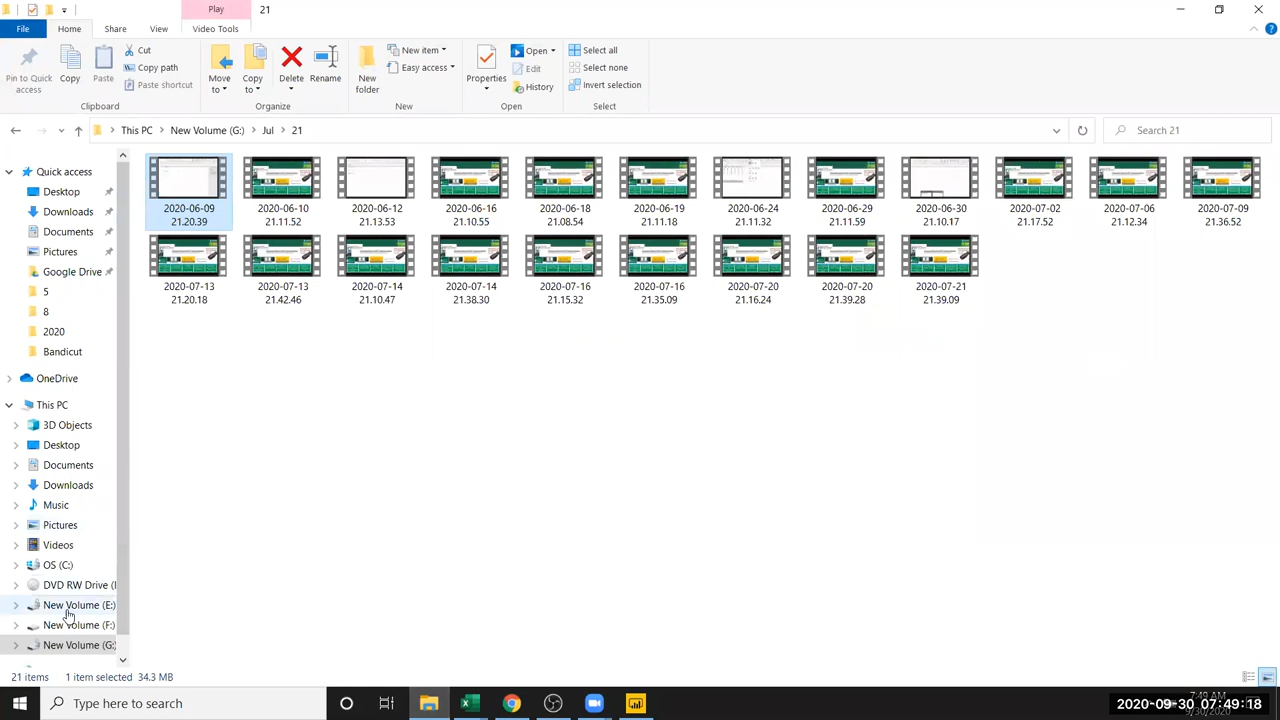 Play
21
File
Home
Share
View
Video Tools
Pin to Quick access
Copy
Paste
Cut
Copy path
Paste shortcut
Move to
Copy to
Delete
Rename
New folder
New item
Easy access
Properties
Open
Edit
History
Select all
Select none
Invert selection
Clipboard
Organize
New
Open
Select
This PC
New Volume (G:)
Jul
21
Search 21
Quick access
Desktop
Downloads
Documents
Pictures
Google Drive
5
8
2020
Bandicut
OneDrive
This PC
3D Objects
Desktop
Documents
Downloads
Music
Pictures
Videos
OS (C:)
DVD RW Drive (
New Volume (E:)
New Volume (F:)
New Volume (G:
2020-06-09 21.20.39
2020-06-10 21.11.52
2020-06-12 21.13.53
2020-06-16 21.10.55
2020-06-18 21.08.54
2020-06-19 21.11.18
2020-06-24 21.11.32
2020-06-29 21.11.59
2020-06-30 21.10.17
2020-07-02 21.17.52
2020-07-06 21.12.34
2020-07-09 21.36.52
2020-07-13 21.20.18
2020-07-13 21.42.46
2020-07-14 21.10.47
2020-07-14 21.38.30
2020-07-16 21.15.32
2020-07-16 21.35.09
2020-07-20 21.16.24
2020-07-20 21.39.28
2020-07-21 21.39.09
21 items
1 item selected 34.3 MB
Type here to search
7:49 AM
2020-09-30 07:49:18
9/30/2020